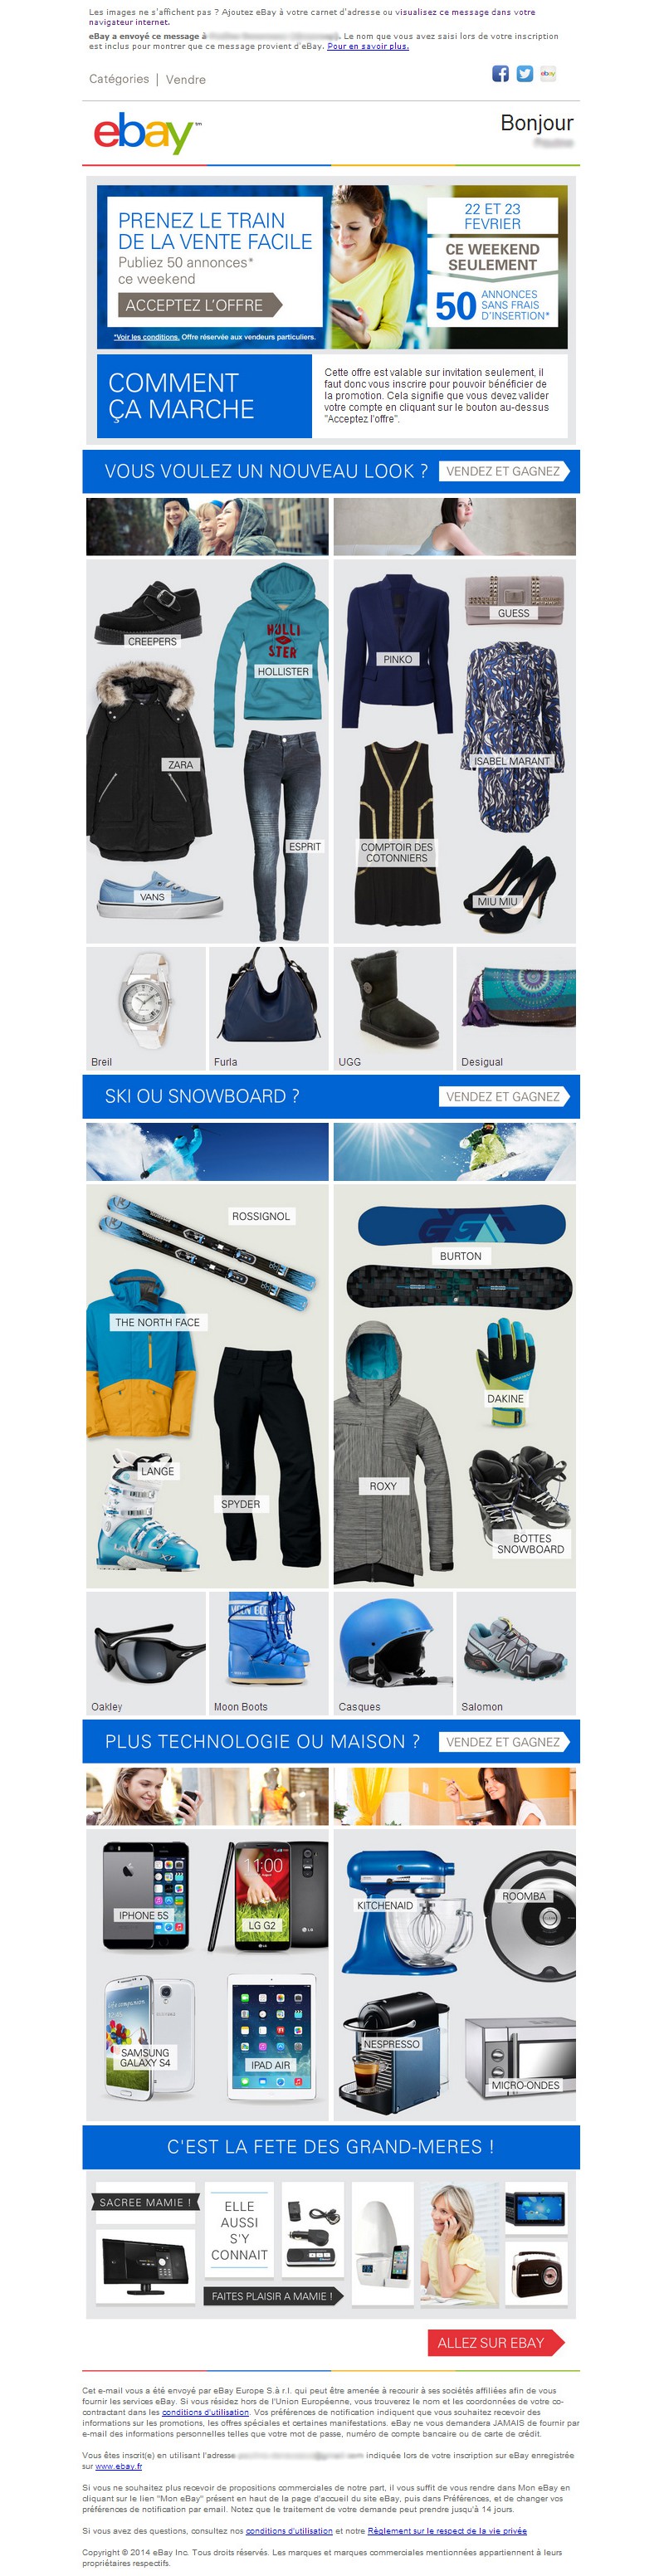 Les images ne s'affichent pas ? Ajoutez eBay à votre carnet d'adresse ou visualisez ce message dans votre
navigateur internet.
eBay a envoyé ce message à . Le nom que vous avez saisi lors de votre inscription
est inclus pour montrer que ce message provient d'eBay. Pour en savoir plus.
Catégories | Vendre
ebay
ebay™
Bonjour
PRENEZ LE TRAIN
DE LA VENTE FACILE
Publiez 50 annonces*
ce weekend
ACCEPTEZ L'OFFRE
*Voir les conditions. Offre réservée aux vendeurs particuliers.
22 ET 23
FEVRIER
CE WEEKEND
SEULEMENT
50 ANNONCES
SANS FRAIS
D'INSERTION*
COMMENT
ÇA MARCHE
Cette offre est valable sur invitation seulement, il
faut donc vous inscrire pour pouvoir bénéficier de
la promotion. Cela signifie que vous devez valider
votre compte en cliquant sur le bouton au-dessus
"Acceptez l'offre".
VOUS VOULEZ UN NOUVEAU LOOK ? VENDEZ ET GAGNEZ
CREEPERS
HOLLI
STER
HOLLISTER
ZARA
ESPRIT
VANS
GUESS
PINKO
ISABEL MARANT
COMPTOIR DES
COTONNIERS
MIU MIU
Breil
Furla
UGG
Desigual
SKI OU SNOWBOARD ? VENDEZ ET GAGNEZ
ROSSIGNOL
THE NORTH FACE
LANGE
SPYDER
BURTON
DAKINE
ROXY
BOTTES
SNOWBOARD
MOON BOOT
Oakley
Moon Boots
Casques
Salomon
PLUS TECHNOLOGIE OU MAISON ? VENDEZ ET GAGNEZ
11:00
IPHONE 5S
LG G2
SAMSUNG
GALAXY S4
IPAD AIR
KITCHENAID
ROOMBA
NESPRESSO
MICRO-ONDES
C'EST LA FETE DES GRAND-MERES !
SACREE MAMIE !
ELLE
AUSSI
S'Y
CONNAIT
FAITES PLAISIR A MAMIE !
ALLEZ SUR EBAY
Cet e-mail vous a été envoyé par eBay Europe S.à r.l. qui peut être amenée à recourir à ses sociétés affiliées afin de vous
fournir les services eBay. Si vous résidez hors de l'Union Européenne, vous trouverez le nom et les coordonnées de votre co-
contractant dans les conditions d'utilisation. Vos préférences de notification indiquent que vous souhaitez recevoir des
informations sur les promotions, les offres spéciales et certaines manifestations. eBay ne vous demandera JAMAIS de fournir par
e-mail des informations personnelles telles que votre mot de passe, numéro de compte bancaire ou de carte de crédit.
Vous êtes inscrit(e) en utilisant l'adresse indiquée lors de votre inscription sur eBay enregistrée
sur www.ebay.fr
Si vous ne souhaitez plus recevoir de propositions commerciales de notre part, il vous suffit de vous rendre dans Mon eBay en
cliquant sur le lien "Mon eBay" présent en haut de la page d'accueil du site eBay, puis dans Préférences, et de changer vos
préférences de notification par email. Notez que le traitement de votre demande peut prendre jusqu'à 14 jours.
Si vous avez des questions, consultez nos conditions d'utilisation et notre Règlement sur le respect de la vie privée
Copyright © 2014 eBay Inc. Tous droits réservés. Les marques et marques commerciales mentionnées appartiennent à leurs
propriétaires respectifs.